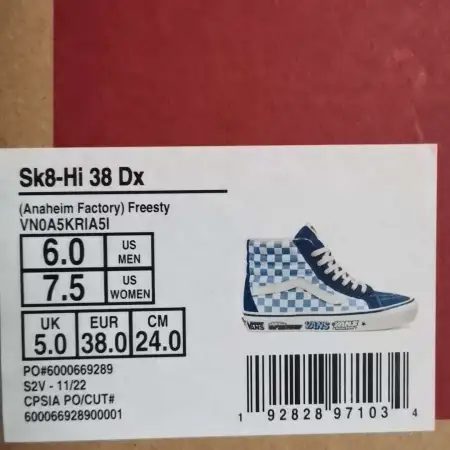 Sk8-Hi 38 Dx
(Anaheim Factory) Freesty
VN0A5KRIA5I
6.0 US MEN
7.5 US WOMEN
UK 5.0 EUR 38.0 CM 24.0
PO#6000669289
S2V - 11/22
CPSIA PO/CUT#
600066928900001
VANS
1 92828 97103 4